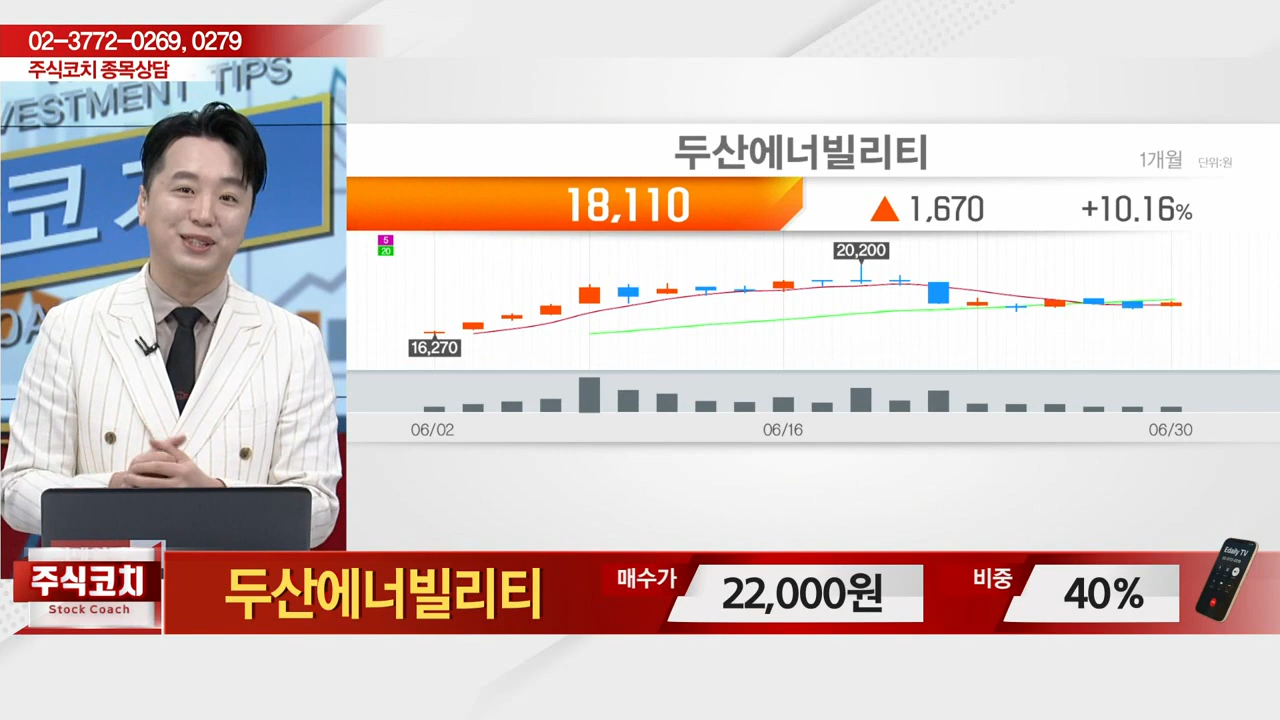 02-3772-0269, 0279
주식코치 종목상담
VESTMENT TIPS
코
두산에너빌리티
1개월 단위:원
18,110 ▲ 1,670 +10.16%
5
20
20,200
16,270
06/02 06/16 06/30
주식코치
Stock Coach
두산에너빌리티 매수가 22,000원 비중 40%
Edaily TV